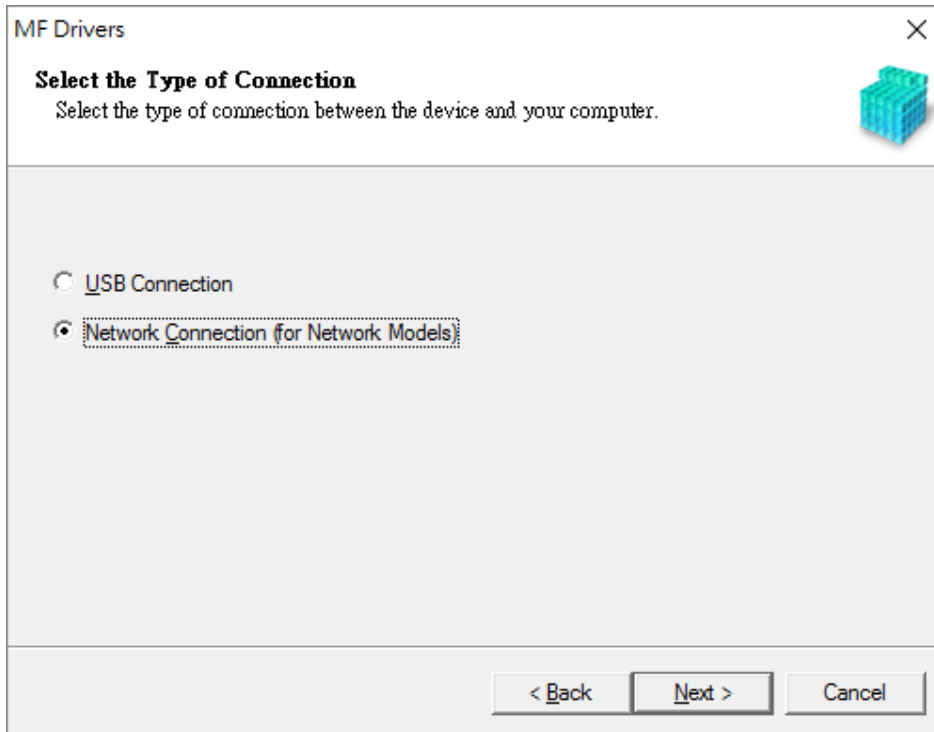 MF Drivers
Select the Type of Connection
Select the type of connection between the device and your computer.
USB Connection
Network Connection (for Network Models)
< Back
Next >
Cancel